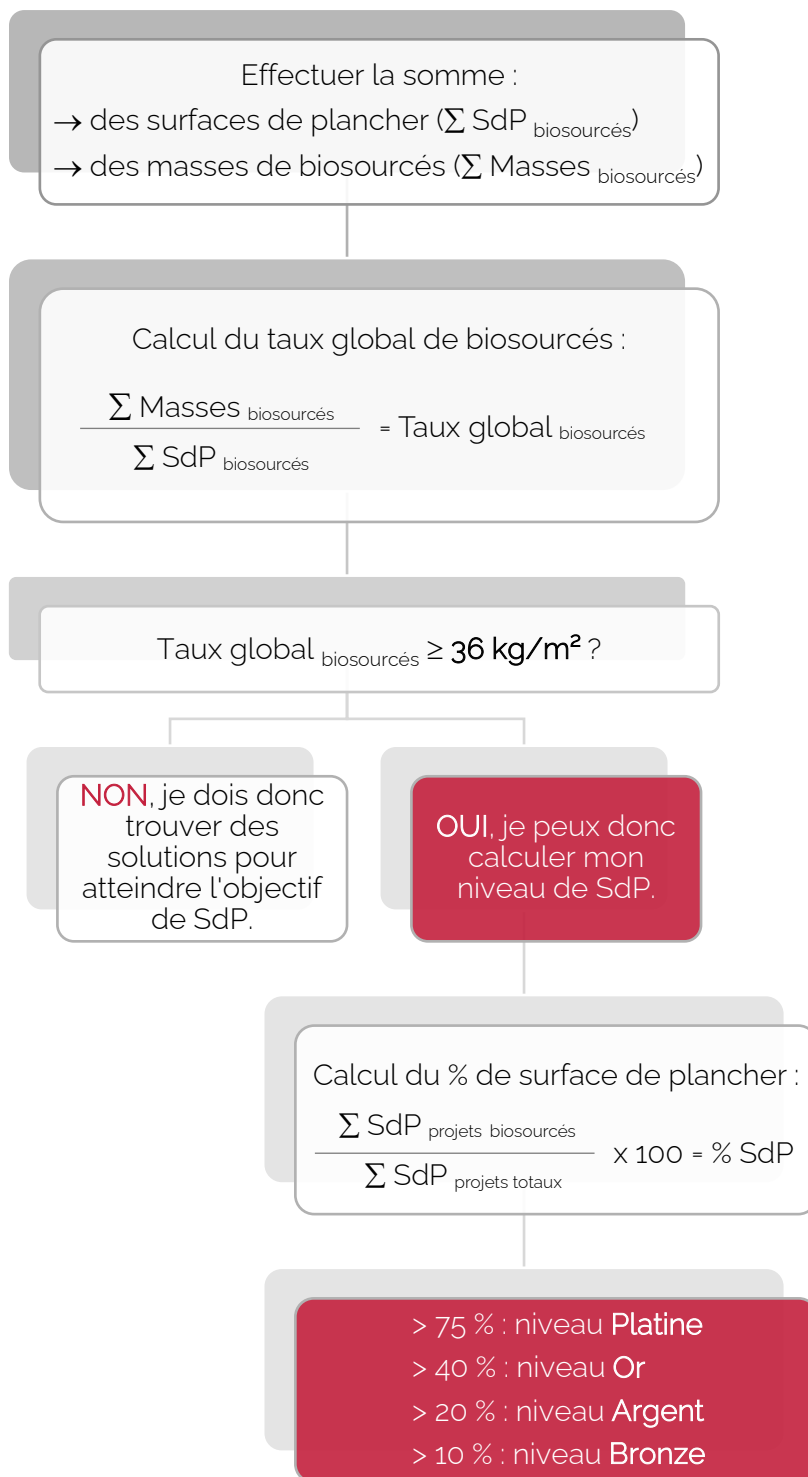 Effectuer la somme :
→ des surfaces de plancher (∑ SdP biosourcés)
→ des masses de biosourcés (∑ Masses biosourcés)
Calcul du taux global de biosourcés :
∑ Masses biosourcés
= Taux global biosourcés
∑ SdP biosourcés
Taux global biosourcés ≥ 36 kg/m² ?
NON, je dois donc
trouver des
solutions pour
atteindre l'objectif
de SdP.
OUI, je peux donc
calculer mon
niveau de SdP.
Calcul du % de surface de plancher :
∑ SdP projets biosourcés
x 100 = % SdP
∑ SdP projets totaux
> 75 % : niveau Platine
> 40 % : niveau Or
> 20 % : niveau Argent
> 10 % : niveau Bronze